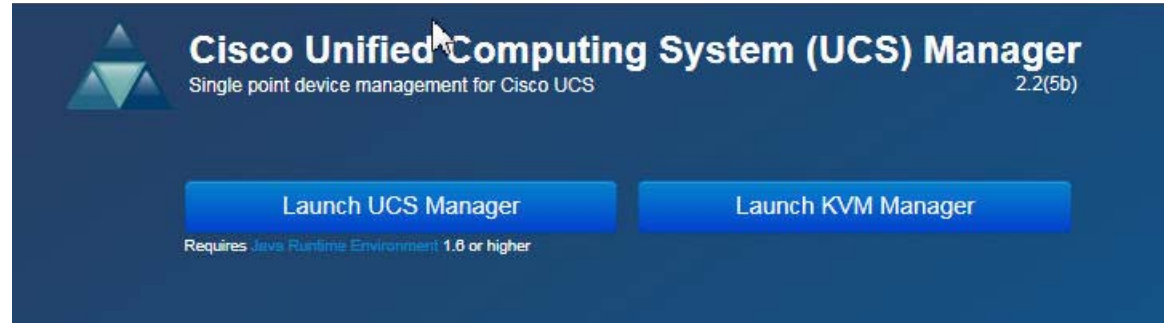 Cisco Unified Computing System (UCS) Manager
Single point device management for Cisco UCS
2.2(5b)
Launch UCS Manager
Launch KVM Manager
Requires Java Runtime Environment 1.6 or higher